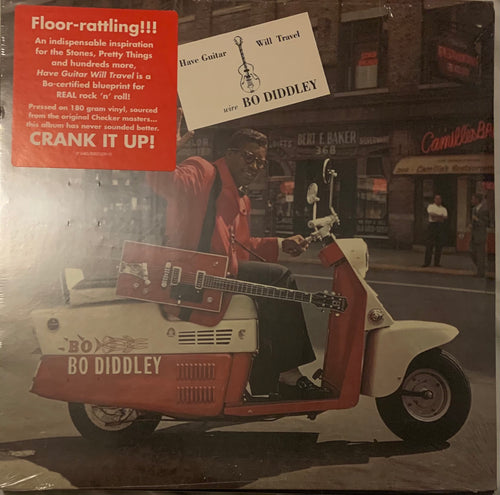 Floor-rattling!!!
An indispensable inspiration
for the Stones, Pretty Things
and hundreds more,
Have Guitar Will Travel is a
Bo-certified blueprint for
REAL rock 'n' roll!
Pressed on 180 gram vinyl, sourced
from the original Checker masters...
this album has never sounded better.
CRANK IT UP!
Have Guitar Will Travel
wire BO DIDDLEY
BERT E. BAKER
368
Camillia
BO
BO DIDDLEY